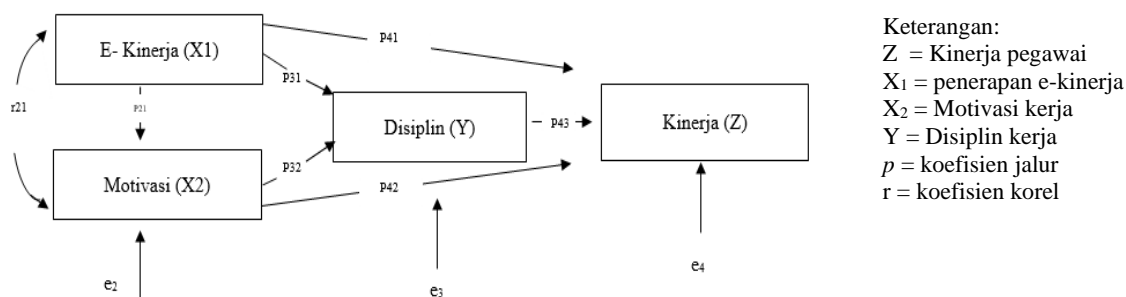 E- Kinerja (X1)
P41
P31
r21
P21
Disiplin (Y)
P43
Kinerja (Z)
P32
Motivasi (X2)
P42
e2
e3
e4
Keterangan:
Z = Kinerja pegawai
X1 = penerapan e-kinerja
X2 = Motivasi kerja
Y = Disiplin kerja
p = koefisien jalur
r = koefisien korel